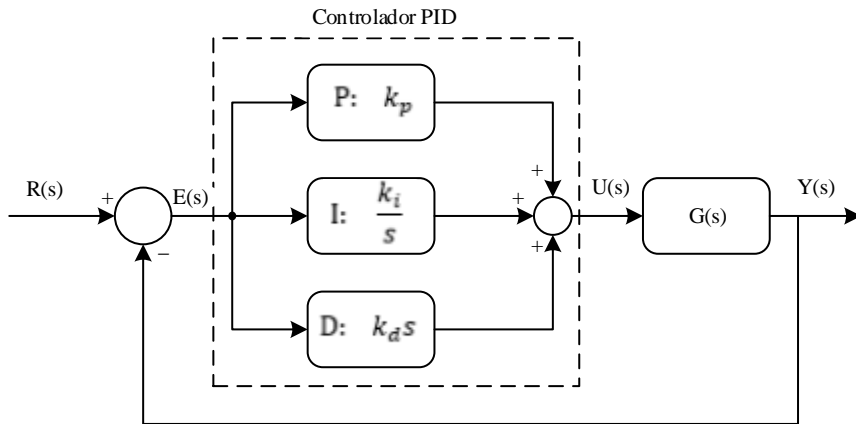 Controlador PID
P: k_p
R(s)
+
E(s)
I: k_i/s
+
+
U(s)
G(s)
Y(s)
−
+
D: k_d s